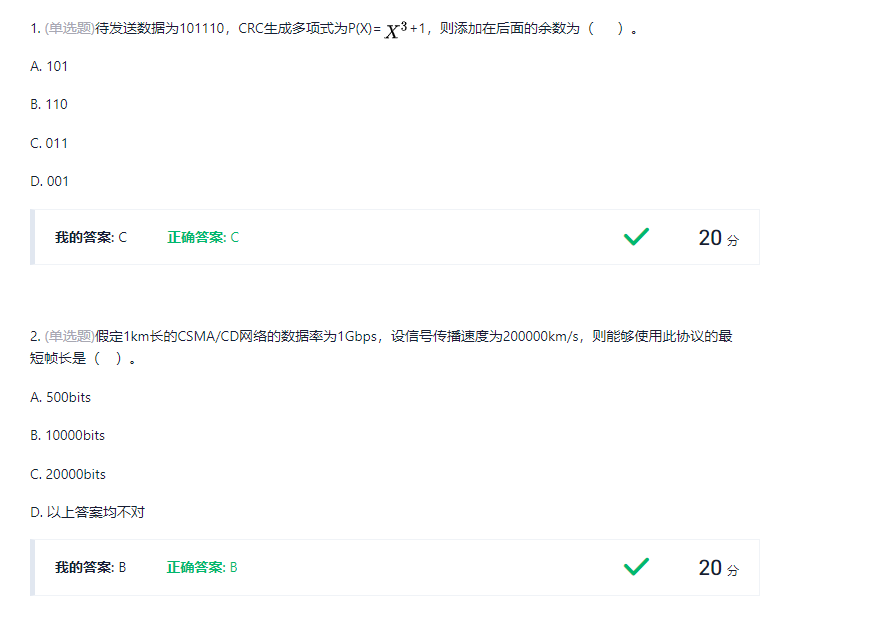 1. (单选题)待发送数据为101110，CRC生成多项式为P(X)= X³+1，则添加在后面的余数为（ ）。
A. 101
B. 110
C. 011
D. 001
我的答案: C 正确答案: C 20 分
2. (单选题)假定1km长的CSMA/CD网络的数据率为1Gbps，设信号传播速度为200000km/s，则能够使用此协议的最
短帧长是（ ）。
A. 500bits
B. 10000bits
C. 20000bits
D. 以上答案均不对
我的答案: B 正确答案: B 20 分